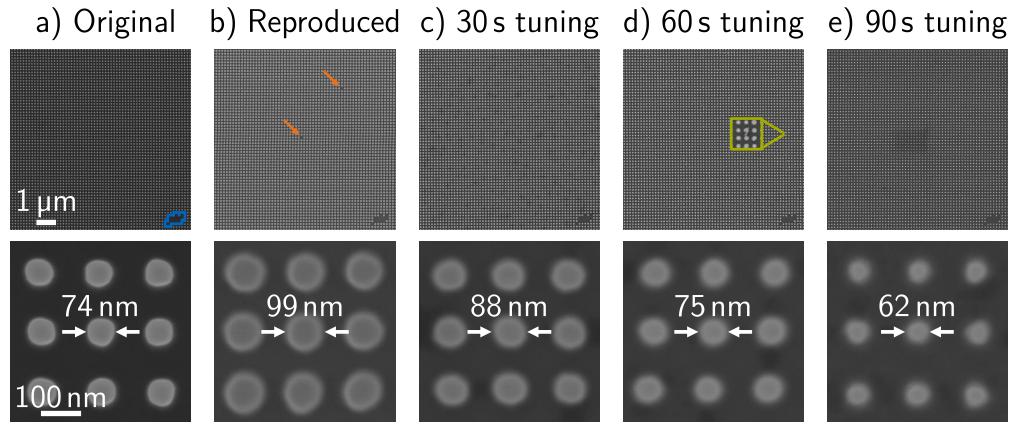 a) Original
b) Reproduced
c) 30 s tuning
d) 60 s tuning
e) 90 s tuning
1 µm
74 nm
99 nm
88 nm
75 nm
62 nm
100 nm